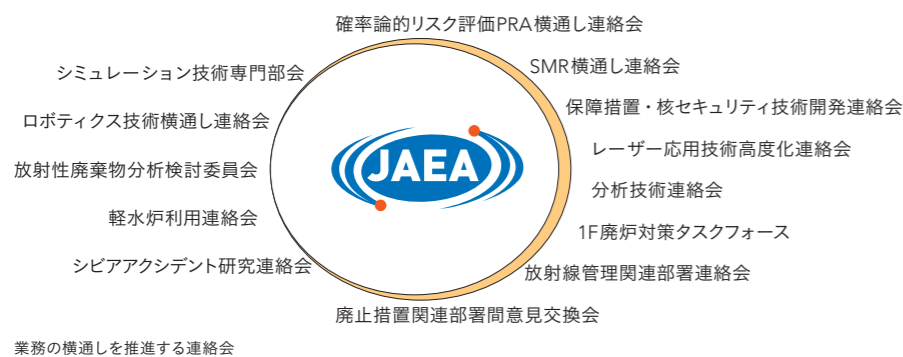 確率論的リスク評価PRA横通し連絡会
シミュレーション技術専門部会
SMR横通し連絡会
保障措置・核セキュリティ技術開発連絡会
ロボティクス技術横通し連絡会
レーザー応用技術高度化連絡会
放射性廃棄物分析検討委員会
JAEA
分析技術連絡会
軽水炉利用連絡会
1F廃炉対策タスクフォース
シビアアクシデント研究連絡会
放射線管理関連部署連絡会
廃止措置関連部署間意見交換会
業務の横通しを推進する連絡会